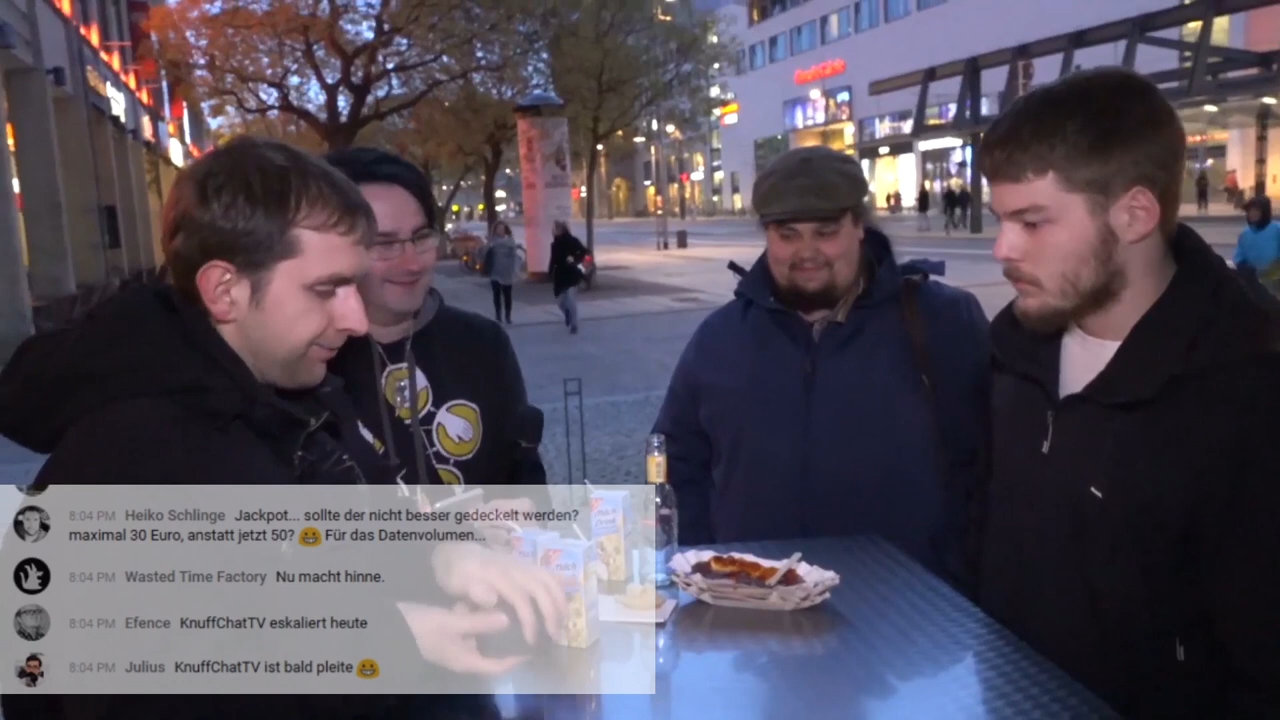 8:04 PM Heiko Schlinge Jackpot... sollte der nicht besser gedeckelt werden?
maximal 30 Euro, anstatt jetzt 50? 😀 Für das Datenvolumen...
8:04 PM Wasted Time Factory Nu macht hinne.
8:04 PM Efence KnuffChatTV eskaliert heute
8:04 PM Julius KnuffChatTV ist bald pleite 😀